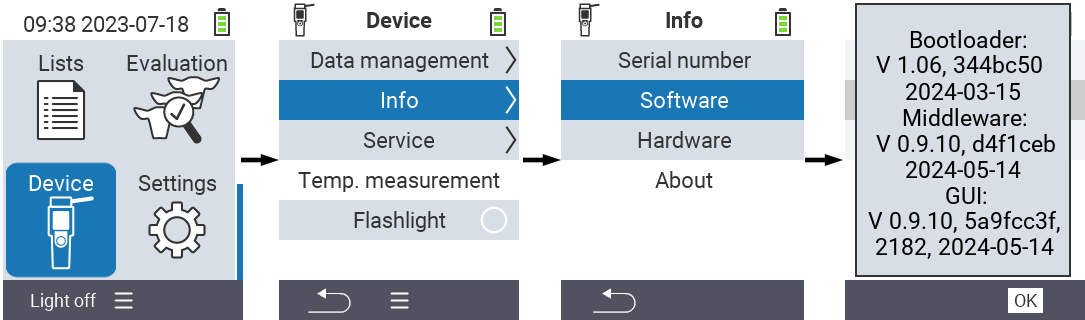 09:38 2023-07-18
Lists
Evaluation
Device
Settings
Light off
Device
Data management
Info
Service
Temp. measurement
Flashlight
Info
Serial number
Software
Hardware
About
Bootloader:
V 1.06, 344bc50
2024-03-15
Middleware:
V 0.9.10, d4f1ceb
2024-05-14
GUI:
V 0.9.10, 5a9fcc3f,
2182, 2024-05-14
OK